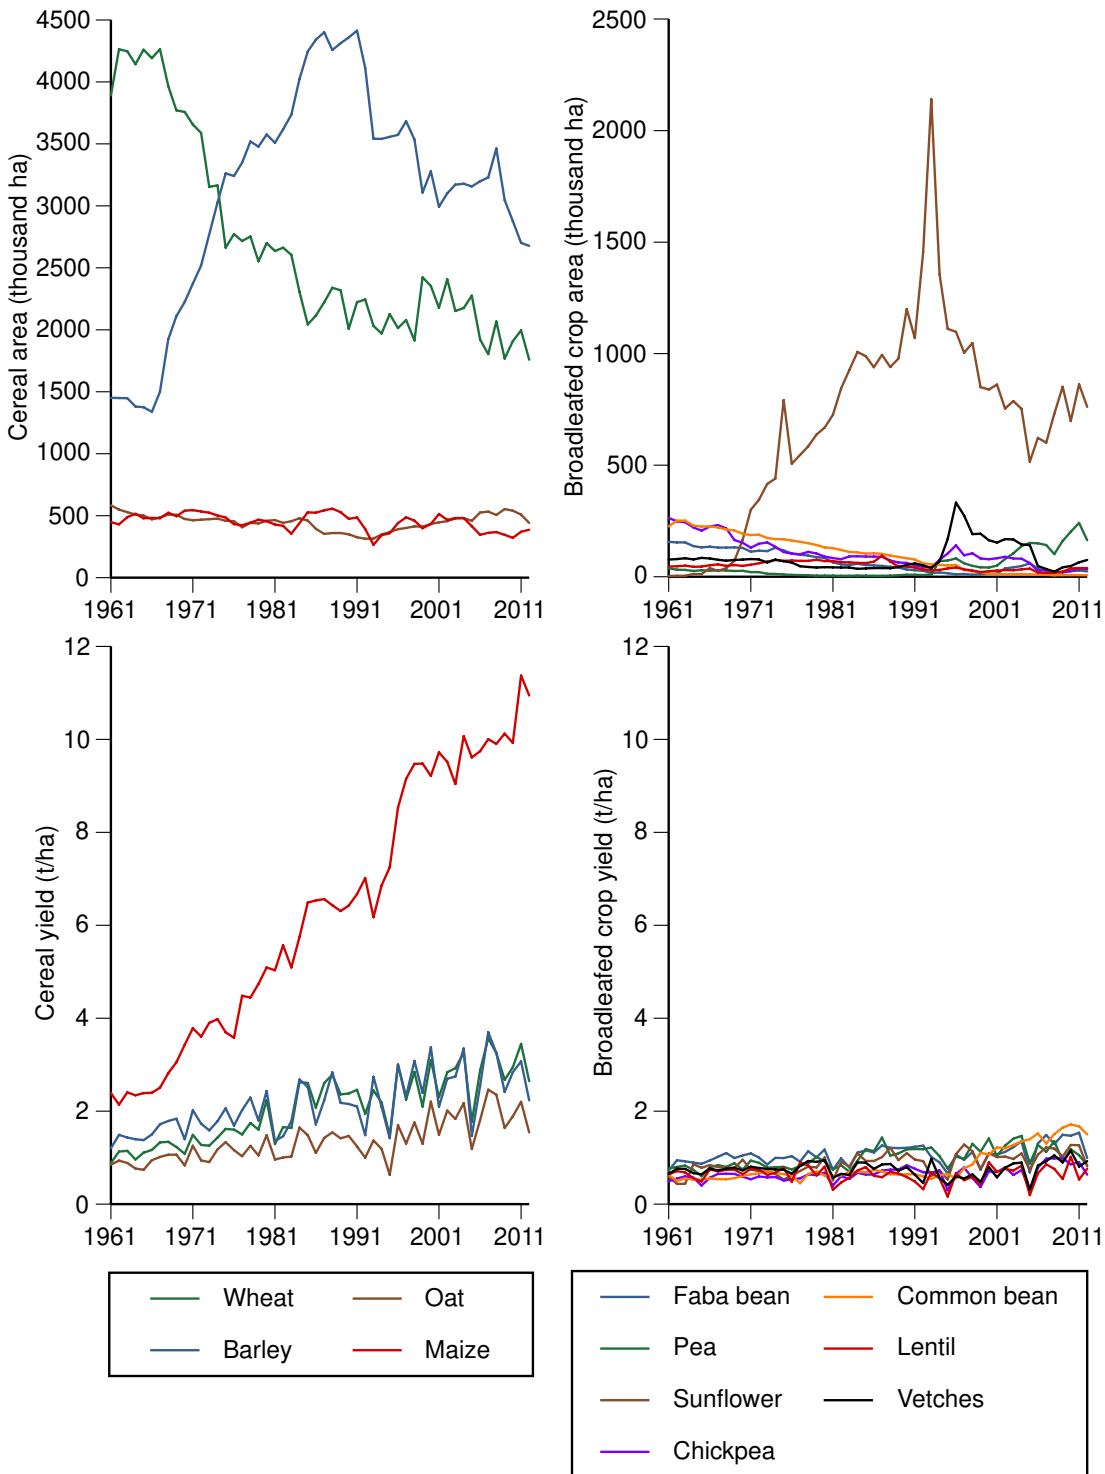 Cereal area (thousand ha)
4500
4000
3500
3000
2500
2000
1500
1000
500
0
1961 1971 1981 1991 2001 2011
Broadleafed crop area (thousand ha)
2500
2000
1500
1000
500
0
1961 1971 1981 1991 2001 2011
Cereal yield (t/ha)
12
10
8
6
4
2
0
1961 1971 1981 1991 2001 2011
Broadleafed crop yield (t/ha)
12
10
8
6
4
2
0
1961 1971 1981 1991 2001 2011
Wheat Oat
Barley Maize
Faba bean Common bean
Pea Lentil
Sunflower Vetches
Chickpea